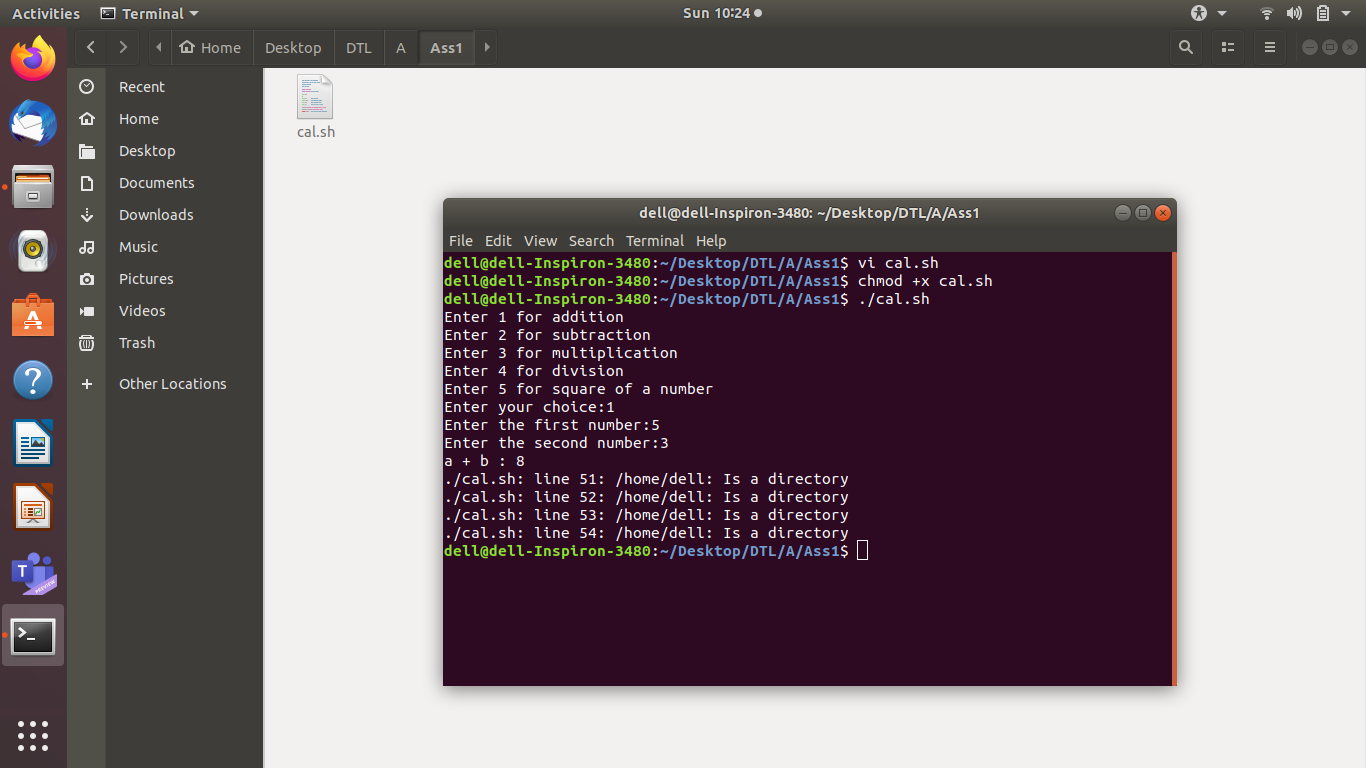 Activities Terminal Sun 10:24
Home Desktop DTL A Ass1
Recent
Home
Desktop
Documents
Downloads
Music
Pictures
Videos
Trash
Other Locations
cal.sh
dell@dell-Inspiron-3480: ~/Desktop/DTL/A/Ass1
File Edit View Search Terminal Help
dell@dell-Inspiron-3480:~/Desktop/DTL/A/Ass1$ vi cal.sh
dell@dell-Inspiron-3480:~/Desktop/DTL/A/Ass1$ chmod +x cal.sh
dell@dell-Inspiron-3480:~/Desktop/DTL/A/Ass1$ ./cal.sh
Enter 1 for addition
Enter 2 for subtraction
Enter 3 for multiplication
Enter 4 for division
Enter 5 for square of a number
Enter your choice:1
Enter the first number:5
Enter the second number:3
a + b : 8
./cal.sh: line 51: /home/dell: Is a directory
./cal.sh: line 52: /home/dell: Is a directory
./cal.sh: line 53: /home/dell: Is a directory
./cal.sh: line 54: /home/dell: Is a directory
dell@dell-Inspiron-3480:~/Desktop/DTL/A/Ass1$
T
PREVIEW